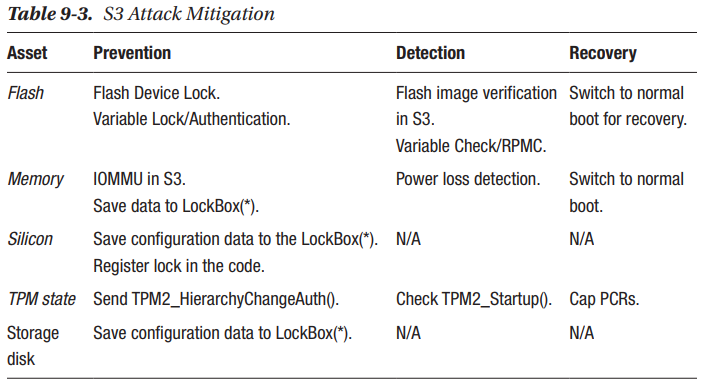 Table 9-3. S3 Attack Mitigation
Asset Prevention Detection Recovery
Flash Flash Device Lock. Flash image verification Switch to normal
Variable Lock/Authentication. in S3. boot for recovery.
Variable Check/RPMC.
Memory IOMMU in S3. Power loss detection. Switch to normal
Save data to LockBox(*). boot.
Silicon Save configuration data to the LockBox(*). N/A N/A
Register lock in the code.
TPM state Send TPM2_HierarchyChangeAuth(). Check TPM2_Startup(). Cap PCRs.
Storage Save configuration data to LockBox(*). N/A N/A
disk